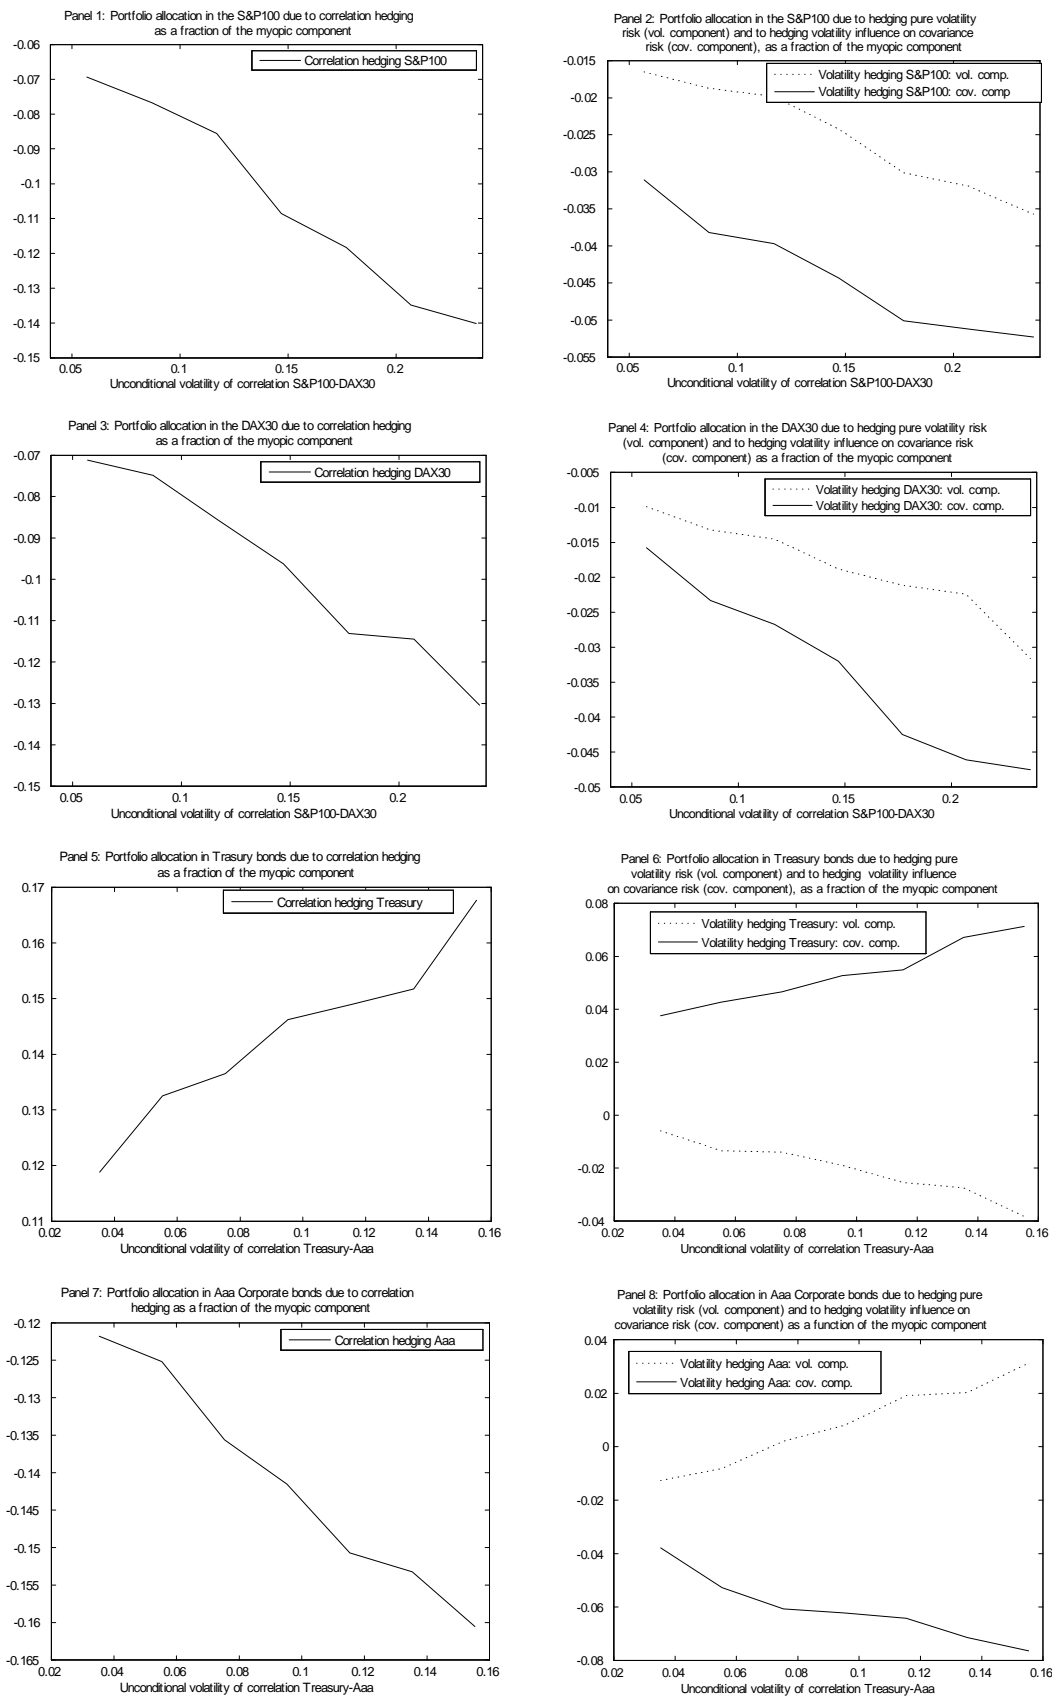 Panel 1: Portfolio allocation in the S&P100 due to correlation hedging
as a fraction of the myopic component
-0.06
-0.07
-0.08
-0.09
-0.1
-0.11
-0.12
-0.13
-0.14
-0.15
Correlation hedging S&P100
0.05 0.1 0.15 0.2
Unconditional volatility of correlation S&P100-DAX30
Panel 2: Portfolio allocation in the S&P100 due to hedging pure volatility
risk (vol. component) and to hedging volatility influence on covariance
risk (cov. component), as a fraction of the myopic component
-0.015
-0.02
-0.025
-0.03
-0.035
-0.04
-0.045
-0.05
-0.055
Volatility hedging S&P100: vol. comp.
Volatility hedging S&P100: cov. comp
0.05 0.1 0.15 0.2
Unconditional volatility of correlation S&P100-DAX30
Panel 3: Portfolio allocation in the DAX30 due to correlation hedging
as a fraction of the myopic component
-0.07
-0.08
-0.09
-0.1
-0.11
-0.12
-0.13
-0.14
-0.15
Correlation hedging DAX30
0.05 0.1 0.15 0.2
Unconditional volatility of correlation S&P100-DAX30
Panel 4: Portfolio allocation in the DAX30 due to hedging pure volatility risk
(vol. component) and to hedging volatility influence on covariance risk
(cov. component) as a fraction of the myopic component
-0.005
-0.01
-0.015
-0.02
-0.025
-0.03
-0.035
-0.04
-0.045
-0.05
Volatility hedging DAX30: vol. comp.
Volatility hedging DAX30: cov. comp.
0.05 0.1 0.15 0.2
Unconditional volatility of correlation S&P100-DAX30
Panel 5: Portfolio allocation in Trasury bonds due to correlation hedging
as a fraction of the myopic component
0.17
0.16
0.15
0.14
0.13
0.12
0.11
Correlation hedging Treasury
0.02 0.04 0.06 0.08 0.1 0.12 0.14 0.16
Unconditional volatility of correlation Treasury-Aaa
Panel 6: Portfolio allocation in Treasury bonds due to hedging pure
volatility risk (vol. component) and to hedging volatility influence
on covariance risk (cov. component), as a fraction of the myopic component
0.08
0.06
0.04
0.02
0
-0.02
-0.04
Volatility hedging Treasury: vol. comp.
Volatility hedging Treasury: cov. comp.
0.02 0.04 0.06 0.08 0.1 0.12 0.14 0.16
Unconditional volatility of correlation Treasury-Aaa
Panel 7: Portfolio allocation in Aaa Corporate bonds due to correlation
hedging as a fraction of the myopic component
-0.12
-0.125
-0.13
-0.135
-0.14
-0.145
-0.15
-0.155
-0.16
-0.165
Correlation hedging Aaa
0.02 0.04 0.06 0.08 0.1 0.12 0.14 0.16
Unconditional volatility of correlation Treasury-Aaa
Panel 8: Portfolio allocation in Aaa Corporate bonds due to hedging pure
volatility risk (vol. component) and to hedging volatility influence on
covariance risk (cov. component) as a function of the myopic component
0.04
0.02
0
-0.02
-0.04
-0.06
-0.08
Volatility hedging Aaa: vol. comp.
Volatility hedging Aaa: cov. comp.
0.02 0.04 0.06 0.08 0.1 0.12 0.14 0.16
Unconditional volatility of correlation Treasury-Aaa